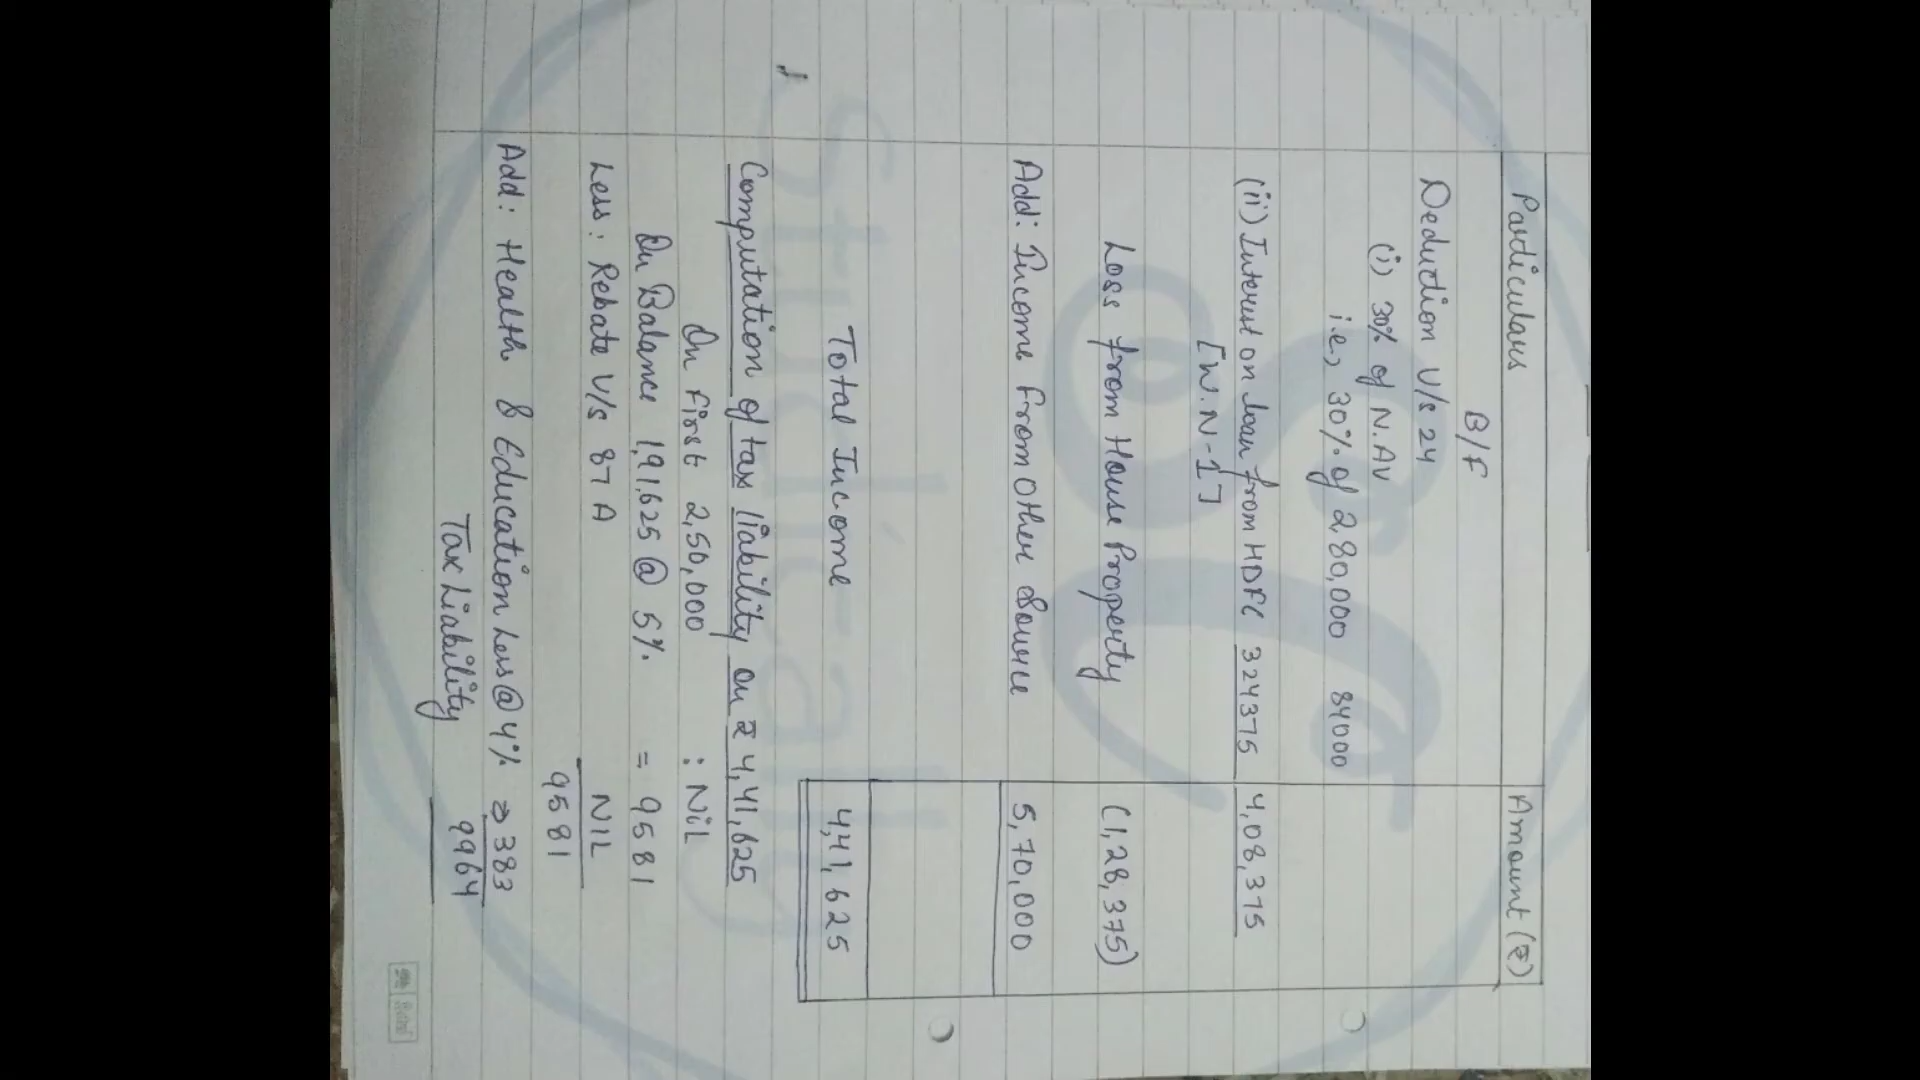 Particulars Amount (₹)
B/F
Deduction U/s 24
(i) 30% of N.AV
i.e, 30% of 2,80,000 84000
(ii) Interest on loan from HDFC 324375 4,08,375
[W.N-1]
Loss from House Property (1,28,375)
Add: Income from Other Source 5,70,000
Total Income 4,41,625
Computation of tax liability on ₹ 4,41,625
On first 2,50,000 : Nil
On Balance 1,91,625 @ 5% = 9581
Less: Rebate U/s 87A NIL
9581
Add: Health & Education Less @ 4% ⇒ 383
Tax Liability 9964